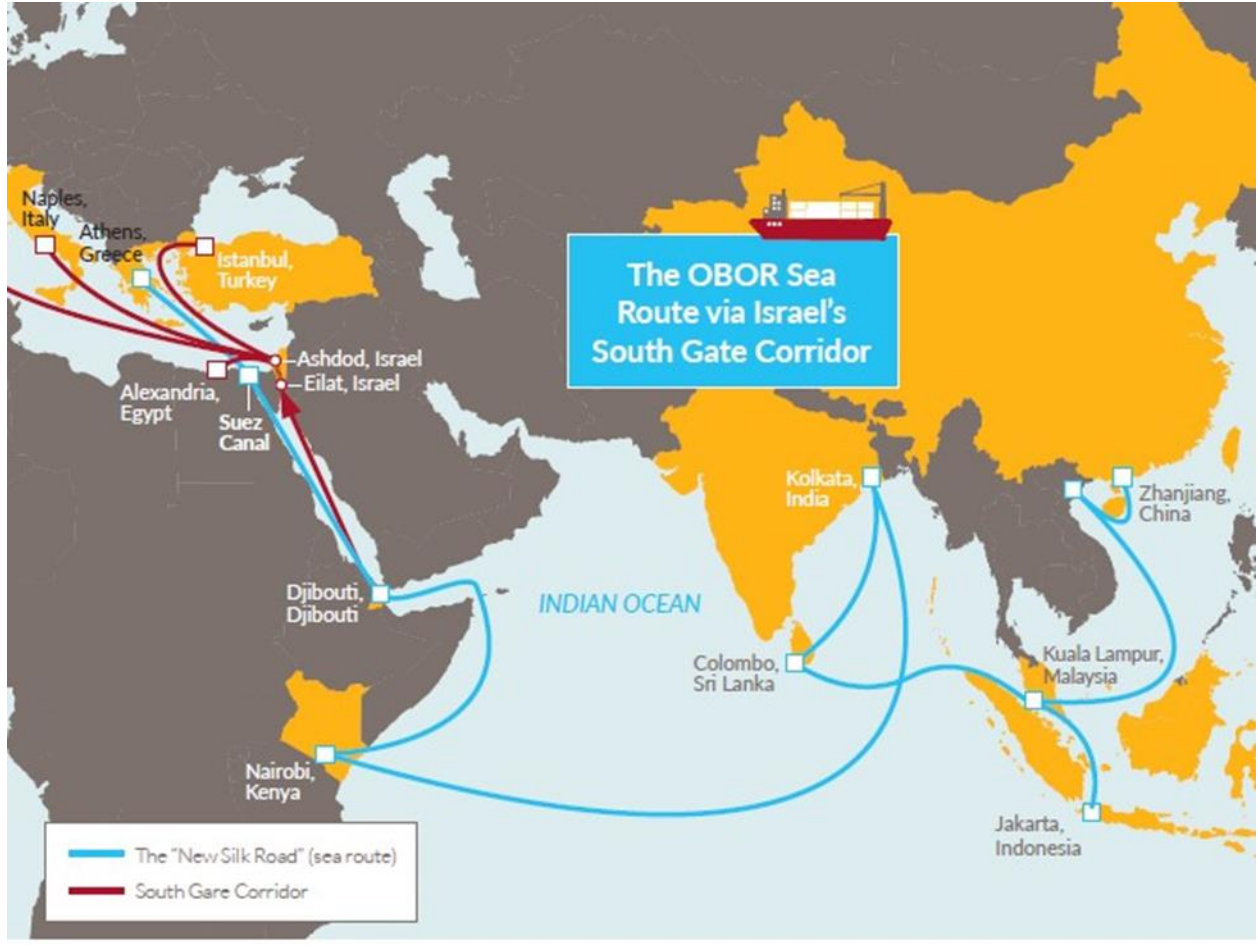 The OBOR Sea
Route via Israel's
South Gate Corridor
Naples,
Italy
Athens,
Greece
Istanbul,
Turkey
Ashdod, Israel
Eilat, Israel
Alexandria,
Egypt
Suez
Canal
Kolkata,
India
Zhanjiang,
China
Djibouti,
Djibouti
INDIAN OCEAN
Colombo,
Sri Lanka
Kuala Lampur,
Malaysia
Nairobi,
Kenya
Jakarta,
Indonesia
The "New Silk Road" (sea route)
South Gare Corridor